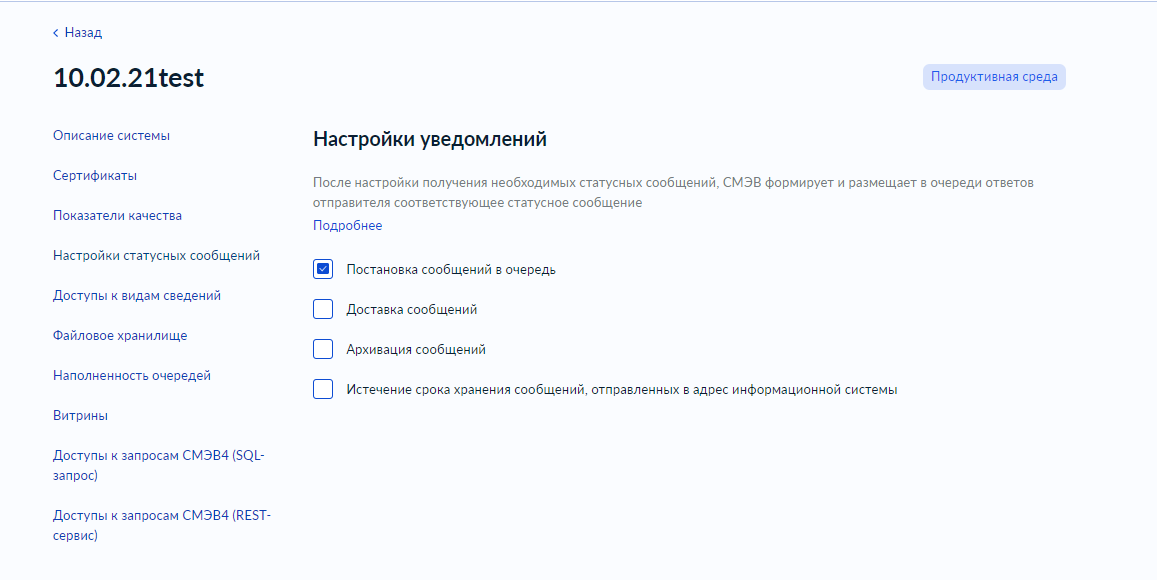 Назад
10.02.21test
Продуктивная среда
Описание системы
Сертификаты
Показатели качества
Настройки статусных сообщений
Доступы к видам сведений
Файловое хранилище
Наполненность очередей
Витрины
Доступы к запросам СМЭВ4 (SQL-
запрос)
Доступы к запросам СМЭВ4 (REST-
сервис)
Настройки уведомлений
После настройки получения необходимых статусных сообщений, СМЭВ формирует и размещает в очереди ответов
отправителя соответствующее статусное сообщение
Подробнее
Постановка сообщений в очередь
Доставка сообщений
Архивация сообщений
Истечение срока хранения сообщений, отправленных в адрес информационной системы